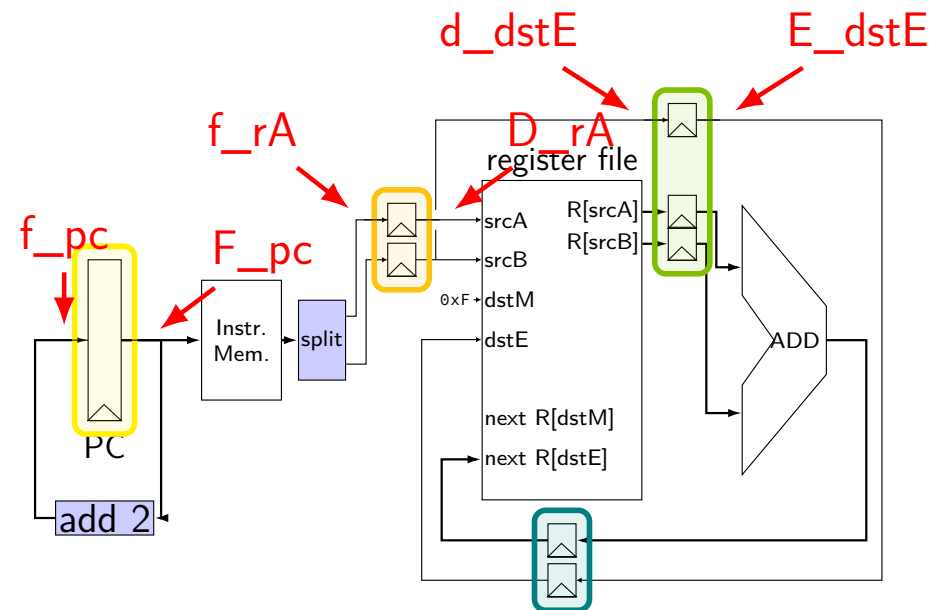 d_dstE
E_dstE
f_rA
D_rA
register file
f_pc
F_pc
srcA
R[srcA]
srcB
R[srcB]
0xF
dstM
Instr.
Mem.
split
dstE
ADD
next R[dstM]
PC
next R[dstE]
add 2